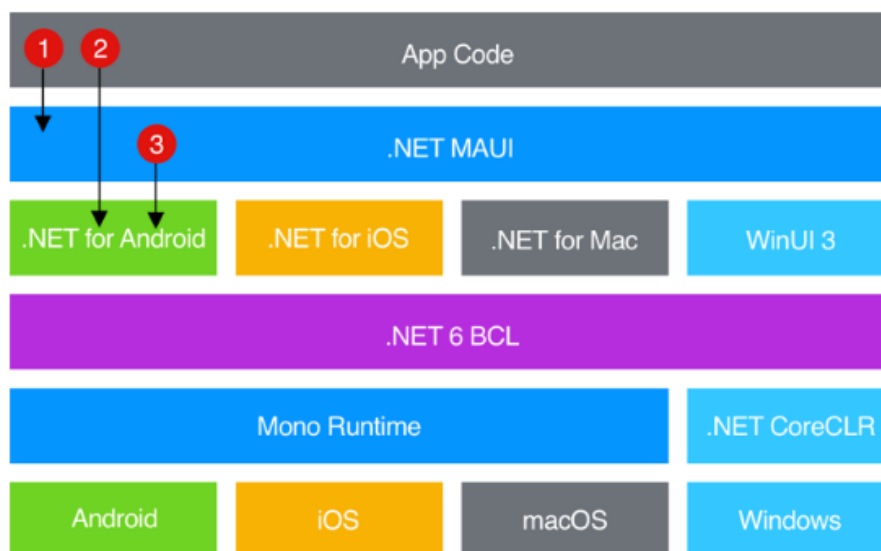 1 2 App Code
3 .NET MAUI
.NET for Android .NET for iOS .NET for Mac WinUI 3
.NET 6 BCL
Mono Runtime .NET CoreCLR
Android iOS macOS Windows